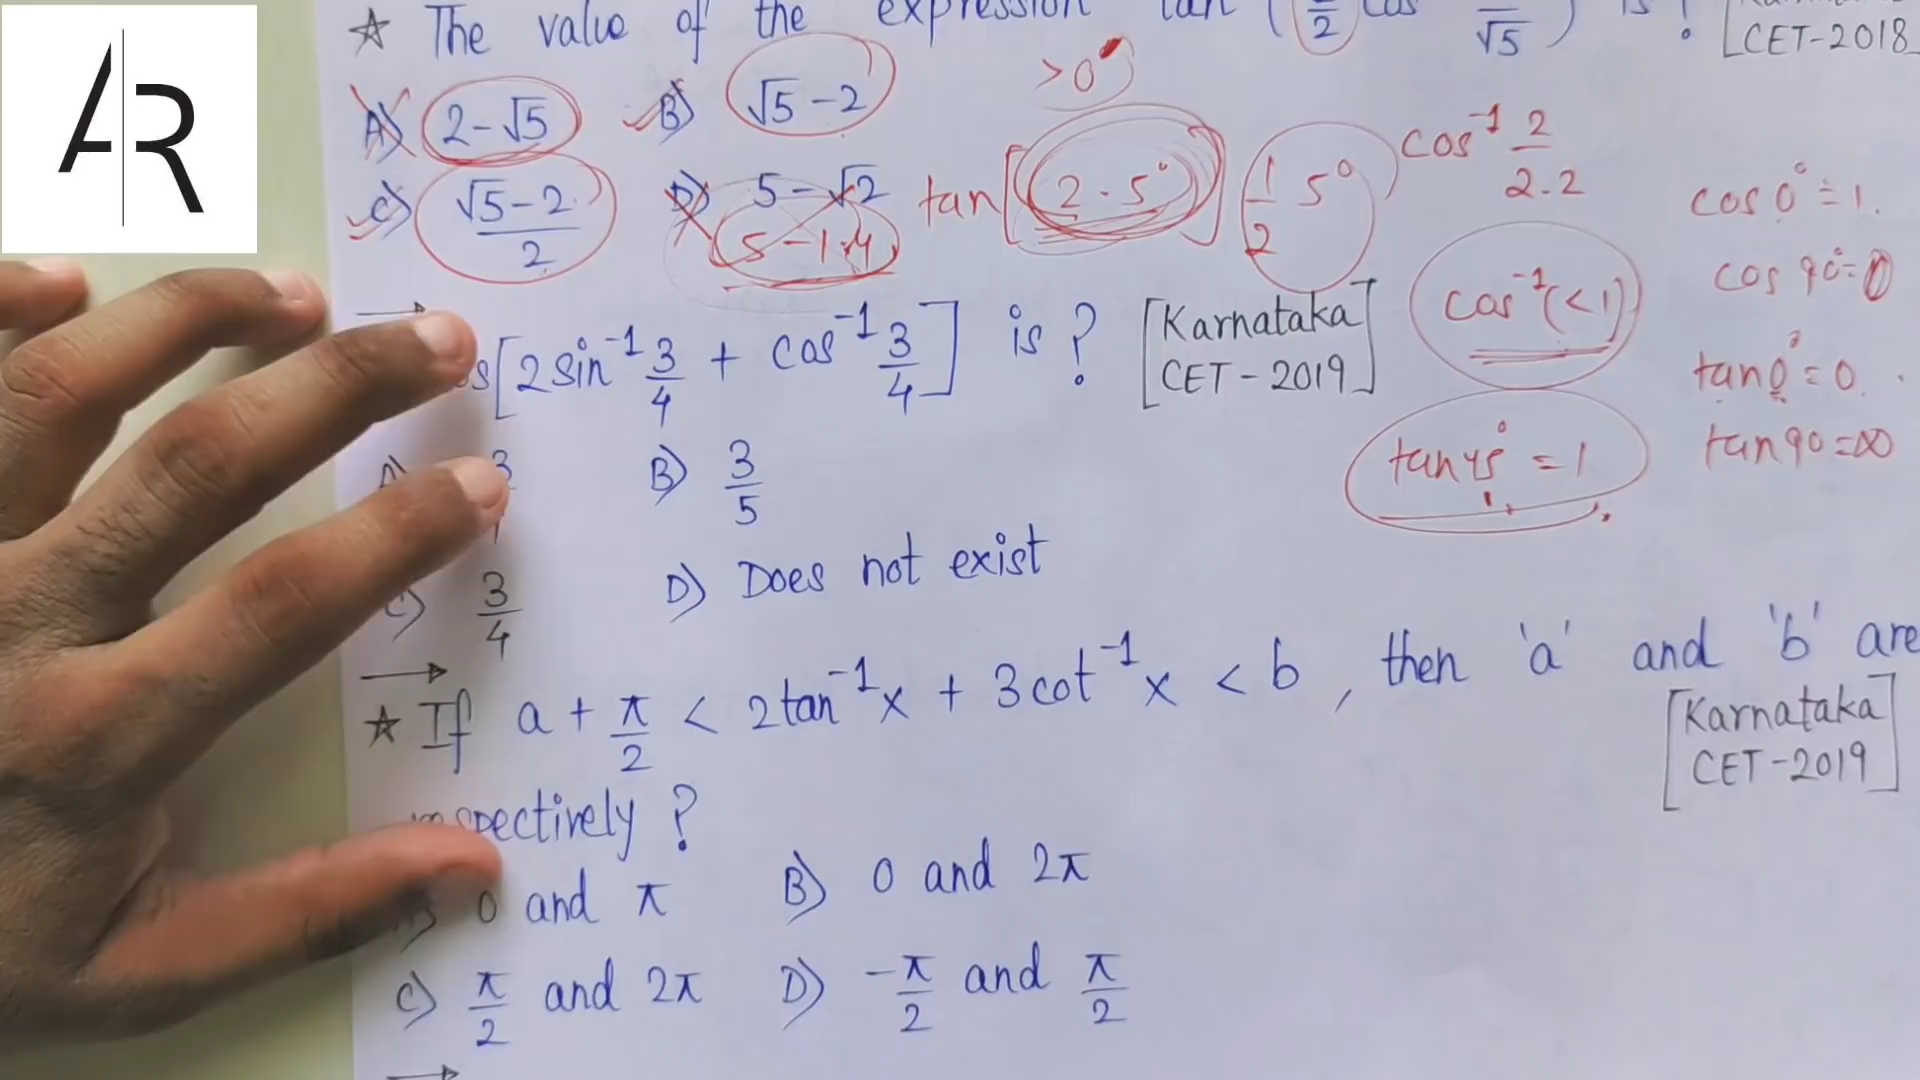 AR
☆ The value of the expression tan ( 1/2 cos √5 ) is ? CET-2018
A) 2-√5 B) √5-2 >0°
C) √5-2/2 D) 5-√2 tan[2.5°] 1/2 5° cos⁻¹ 2/2.2
5-1.4
cos 0° = 1.
cos 90° = 0
cos⁻¹(<1)
tan 0° = 0.
tan 45° = 1
tan 90 = ∞
[2sin⁻¹ 3/4 + cos⁻¹ 3/4] is ? [Karnataka
CET-2019]
A) B) 3/5
C) 3/4 D) Does not exist
☆ If a + π/2 < 2tan⁻¹x + 3cot⁻¹x < b, then 'a' and 'b' are
respectively ? [Karnataka
CET-2019]
0 and π B) 0 and 2π
C) π/2 and 2π D) -π/2 and π/2